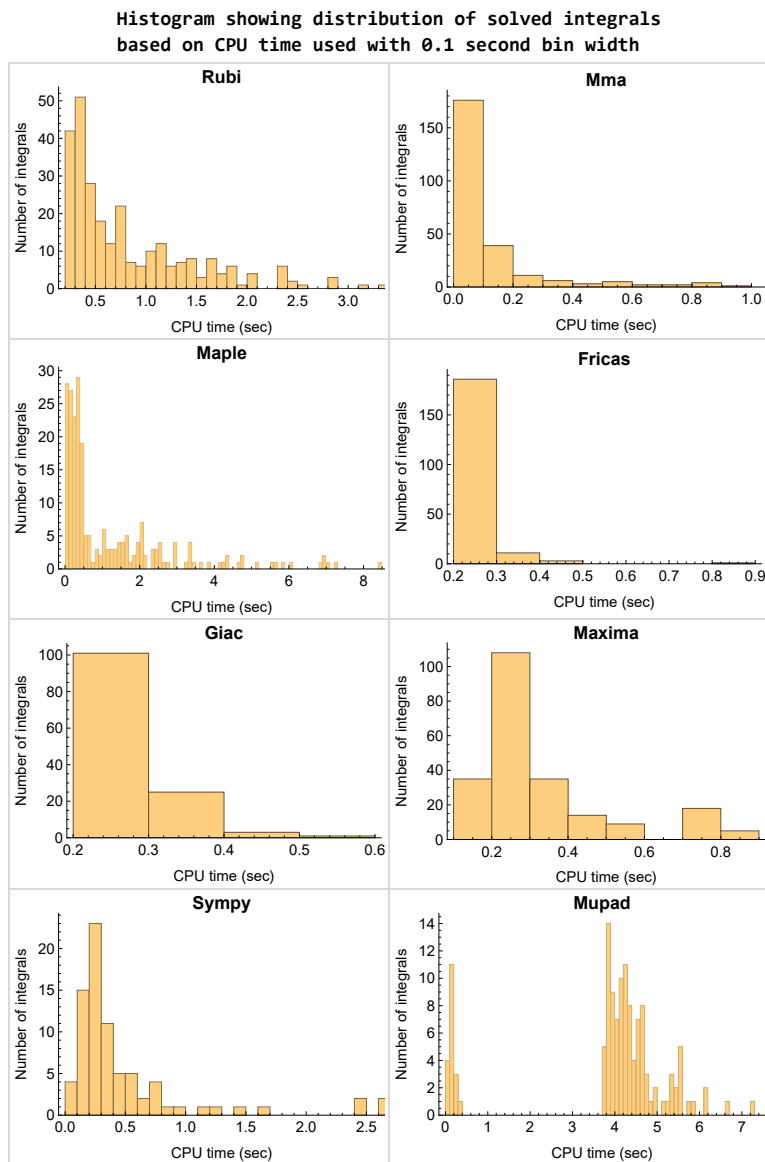 Histogram showing distribution of solved integrals
based on CPU time used with 0.1 second bin width
Rubi
Number of integrals
50
40
30
20
10
0
0.5 1.0 1.5 2.0 2.5 3.0
CPU time (sec)
Mma
Number of integrals
150
100
50
0
0.0 0.2 0.4 0.6 0.8 1.0
CPU time (sec)
Maple
Number of integrals
30
25
20
15
10
5
0
0 2 4 6 8
CPU time (sec)
Fricas
Number of integrals
150
100
50
0
0.2 0.3 0.4 0.5 0.6 0.7 0.8 0.9
CPU time (sec)
Giac
Number of integrals
100
80
60
40
20
0
0.2 0.3 0.4 0.5 0.6
CPU time (sec)
Maxima
Number of integrals
100
80
60
40
20
0
0.2 0.4 0.6 0.8
CPU time (sec)
Sympy
Number of integrals
20
15
10
5
0
0.0 0.5 1.0 1.5 2.0 2.5
CPU time (sec)
Mupad
Number of integrals
14
12
10
8
6
4
2
0
0 1 2 3 4 5 6 7
CPU time (sec)